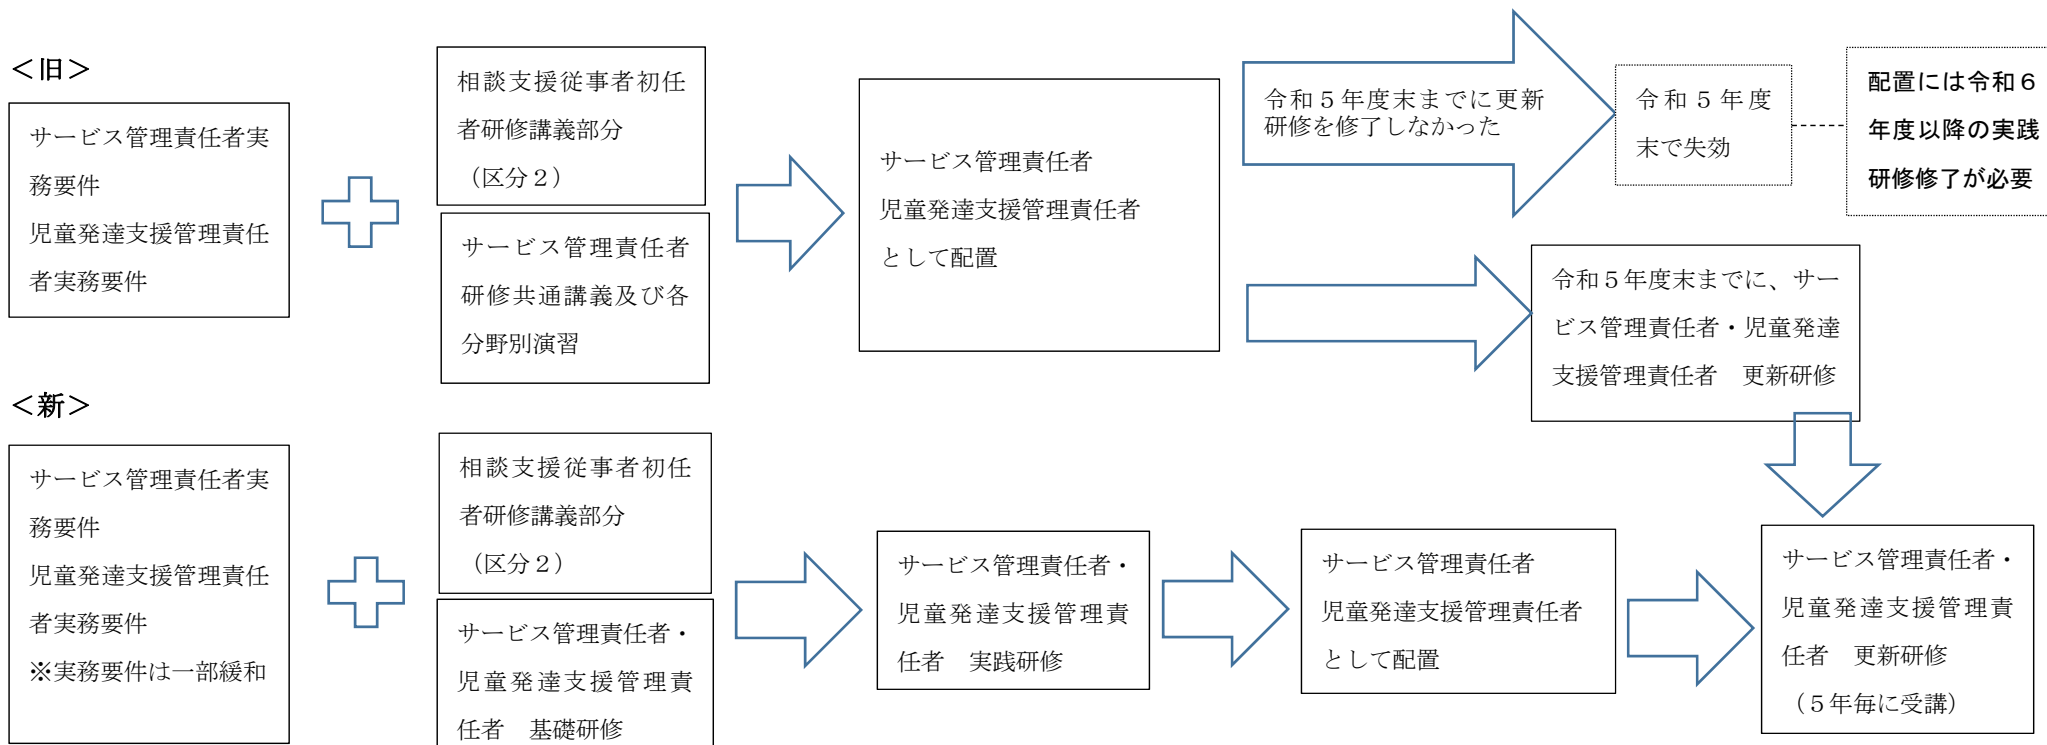 ＜旧＞
サービス管理責任者実
務要件
児童発達支援管理責任
者実務要件
相談支援従事者初任
者研修講義部分
（区分２）
サービス管理責任者
研修共通講義及び各
分野別演習
サービス管理責任者
児童発達支援管理責任者
として配置
令和５年度末までに更新
研修を修了しなかった
令和５年度
末で失効
配置には令和６
年度以降の実践
研修修了が必要
令和５年度末までに、サー
ビス管理責任者・児童発達
支援管理責任者　更新研修
＜新＞
サービス管理責任者実
務要件
児童発達支援管理責任
者実務要件
※実務要件は一部緩和
相談支援従事者初任
者研修講義部分
（区分２）
サービス管理責任者・
児童発達支援管理責
任者　基礎研修
サービス管理責任者・
児童発達支援管理責
任者　実践研修
サービス管理責任者
児童発達支援管理責任者
として配置
サービス管理責任者・
児童発達支援管理責
任者　更新研修
（５年毎に受講）